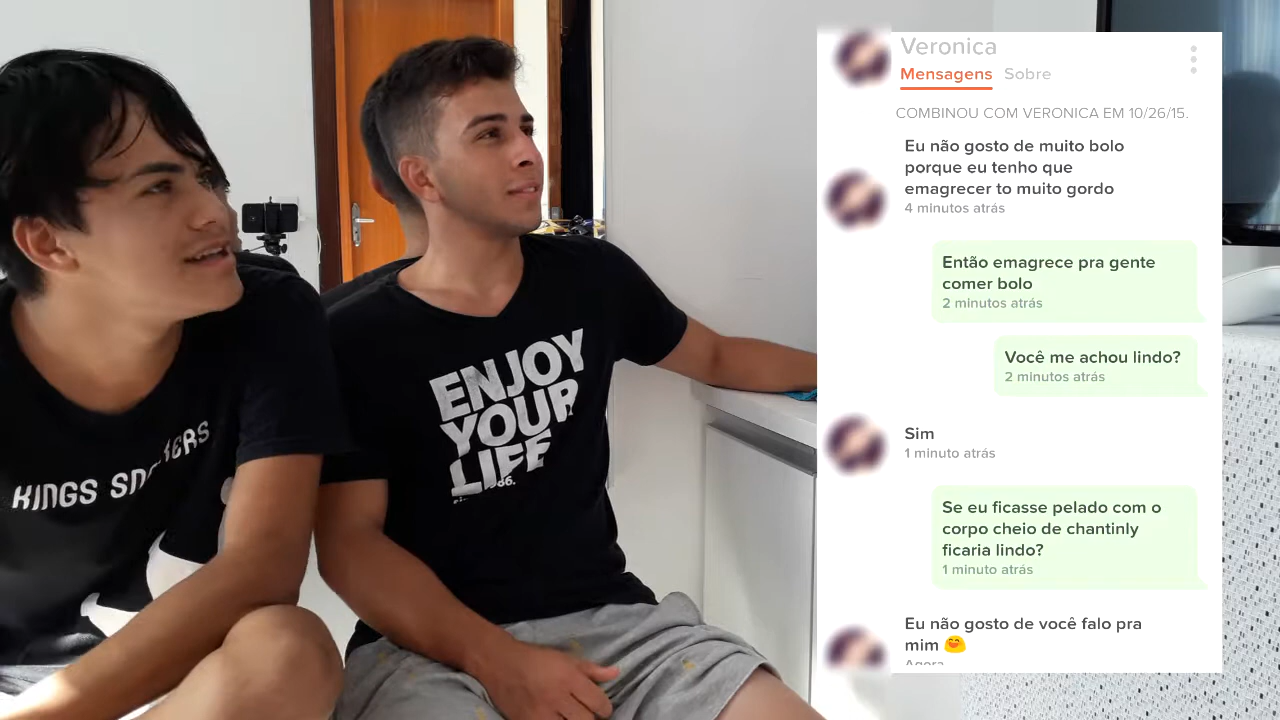 KINGS
ENJOY
YOUR
LIFE
Veronica
Mensagens Sobre
COMBINOU COM VERONICA EM 10/26/15.
Eu não gosto de muito bolo
porque eu tenho que
emagrecer to muito gordo
4 minutos atrás
Então emagrece pra gente
comer bolo
2 minutos atrás
Você me achou lindo?
2 minutos atrás
Sim
1 minuto atrás
Se eu ficasse pelado com o
corpo cheio de chantinly
ficaria lindo?
1 minuto atrás
Eu não gosto de você falo pra
mim 😊
Agora